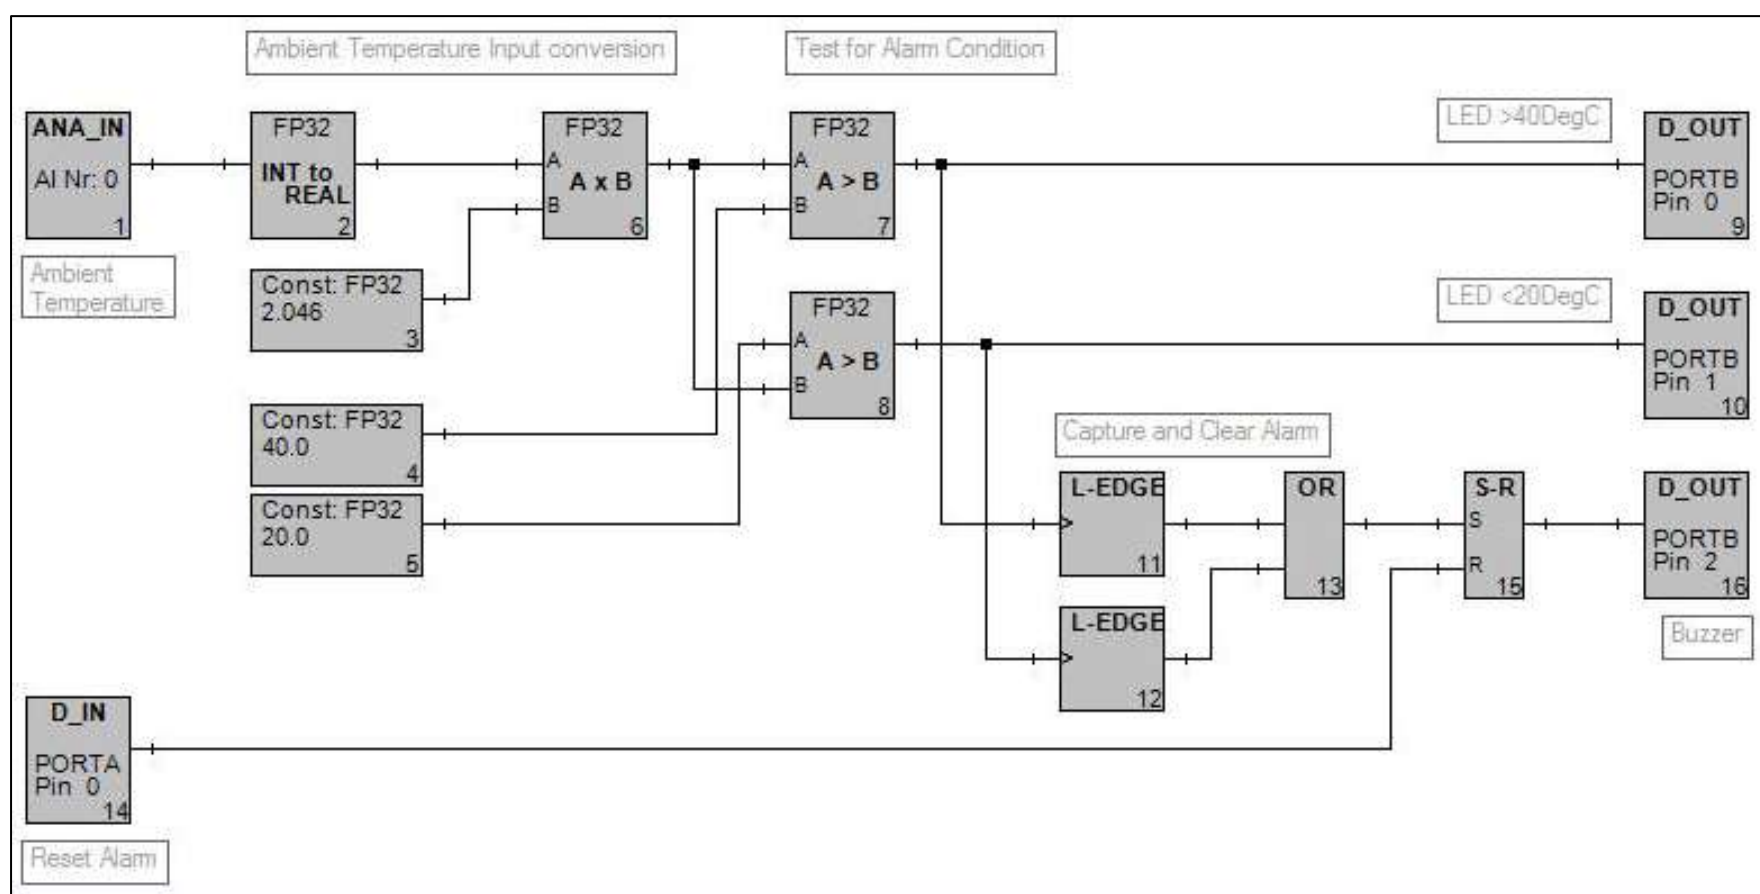 Ambient Temperature Input conversion
Test for Alarm Condition
ANA_IN
AI Nr: 0
1
Ambient
Temperature
FP32
INT to
REAL
2
Const: FP32
2.046
3
Const: FP32
40.0
4
Const: FP32
20.0
5
FP32
A
A x B
B
6
FP32
A
A > B
B
7
FP32
A
A > B
B
8
LED >40DegC
D_OUT
PORTB
Pin 0
9
LED <20DegC
D_OUT
PORTB
Pin 1
10
Capture and Clear Alarm
L-EDGE
11
L-EDGE
12
OR
13
S-R
S
R
15
D_OUT
PORTB
Pin 2
16
Buzzer
D_IN
PORTA
Pin 0
14
Reset Alarm